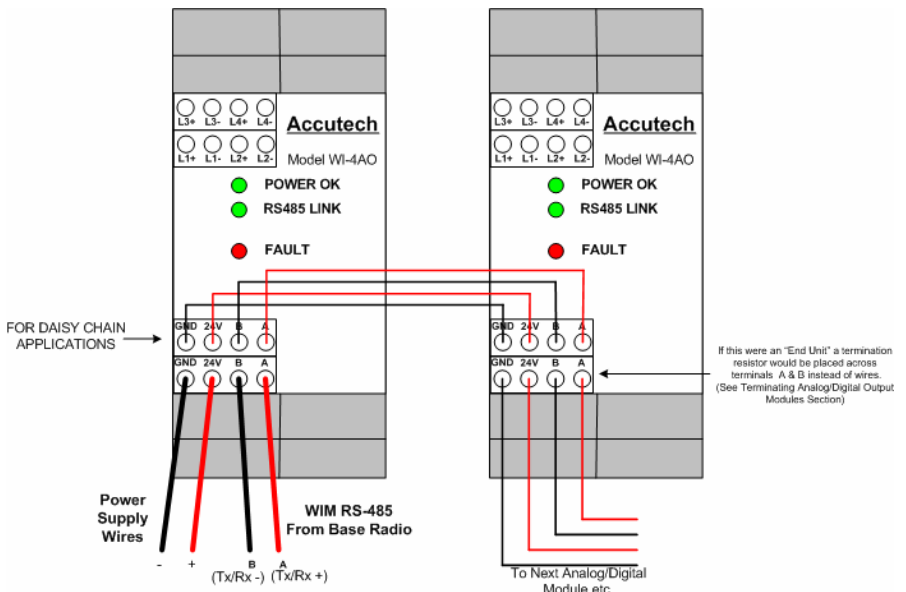 L3+ L3- L4+ L4-
Accutech
L1+ L1- L2+ L2-
Model WI-4AO
POWER OK
RS485 LINK
FAULT
L3+ L3- L4+ L4-
Accutech
L1+ L1- L2+ L2-
Model WI-4AO
POWER OK
RS485 LINK
FAULT
FOR DAISY CHAIN
APPLICATIONS
GND 24V B A
GND 24V B A
GND 24V B A
GND 24V B A
If this were an "End Unit" a termination
resistor would be placed across
terminals A & B instead of wires.
(See Terminating Analog/Digital Output
Modules Section)
Power
Supply
Wires
WIM RS-485
From Base Radio
- + B A
(Tx/Rx -) (Tx/Rx +)
To Next Analog/Digital
Module etc